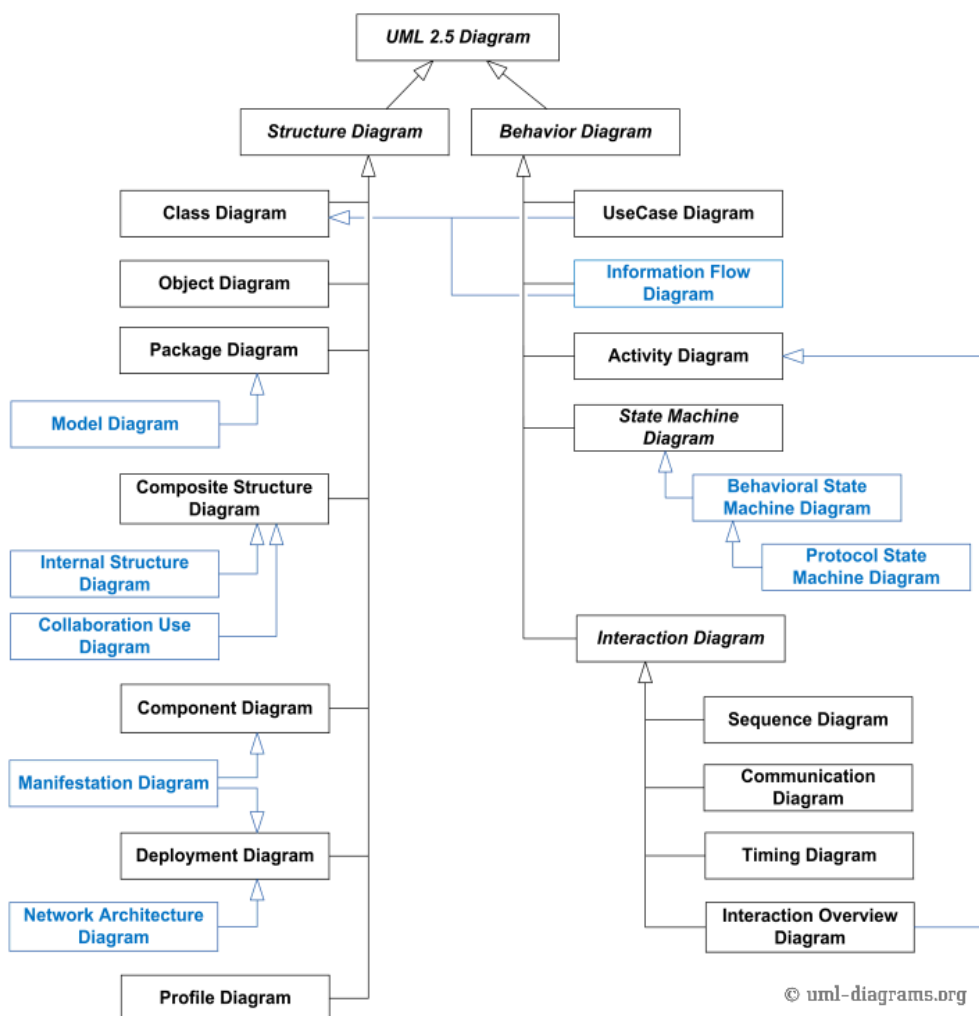 UML 2.5 Diagram
Structure Diagram
Behavior Diagram
Class Diagram
UseCase Diagram
Object Diagram
Information Flow
Diagram
Package Diagram
Activity Diagram
Model Diagram
State Machine
Diagram
Composite Structure
Diagram
Behavioral State
Machine Diagram
Internal Structure
Diagram
Protocol State
Machine Diagram
Collaboration Use
Diagram
Interaction Diagram
Component Diagram
Sequence Diagram
Manifestation Diagram
Communication
Diagram
Deployment Diagram
Timing Diagram
Network Architecture
Diagram
Interaction Overview
Diagram
Profile Diagram
© uml-diagrams.org